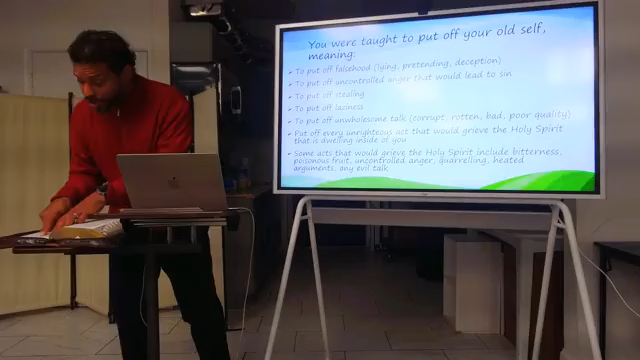 You were taught to put off your old self,
meaning:
To put off falsehood (lying, pretending, deception)
To put off uncontrolled anger that would lead to sin
To put off stealing
To put off laziness
To put off unwholesome talk (corrupt, rotten, bad, poor quality)
Put off every unrighteous act that would grieve the Holy Spirit
that is dwelling inside of you
Some acts that would grieve the Holy Spirit include bitterness,
poisonous fruit, uncontrolled anger, quarrelling, heated
arguments, any evil talk